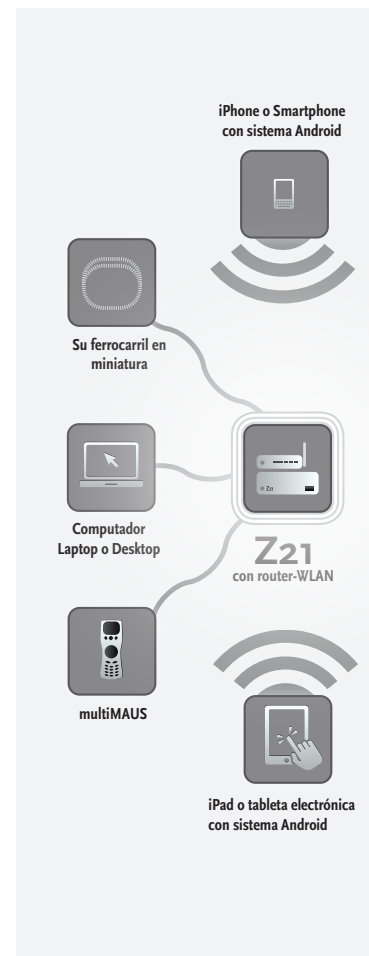 iPhone o Smartphone
con sistema Android
Su ferrocarril en
miniatura
Computador
Laptop o Desktop
Z21
Z21
con router-WLAN
multiMAUS
iPad o tableta electrónica
con sistema Android